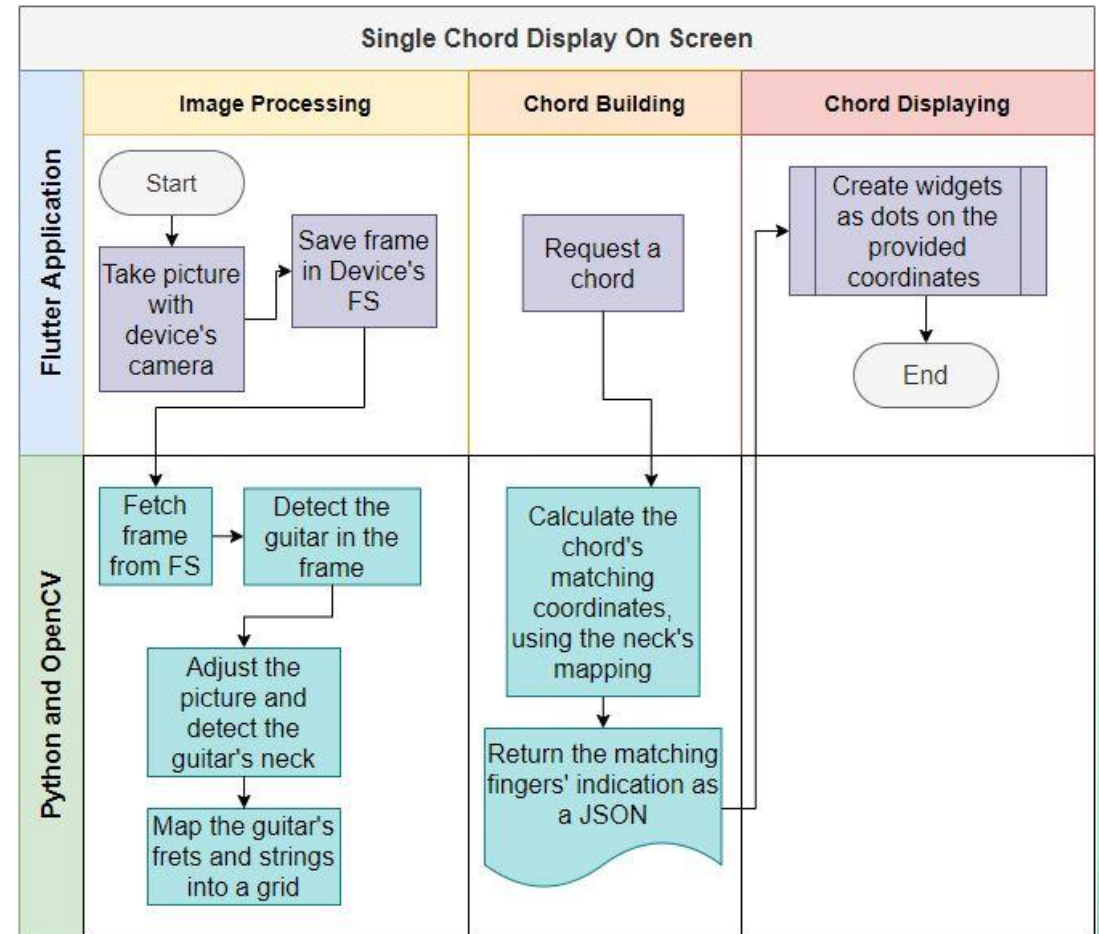 Single Chord Display On Screen
Image Processing
Chord Building
Chord Displaying
Flutter Application
Start
Take picture
with
device's
camera
Save frame
in Device's
FS
Request a
chord
Create widgets
as dots on the
provided
coordinates
End
Python and OpenCV
Fetch
frame
from FS
Detect the
guitar in the
frame
Adjust the
picture and
detect the
guitar's neck
Map the guitar's
frets and strings
into a grid
Calculate the
chord's
matching
coordinates,
using the neck's
mapping
Return the matching
fingers' indication as
a JSON